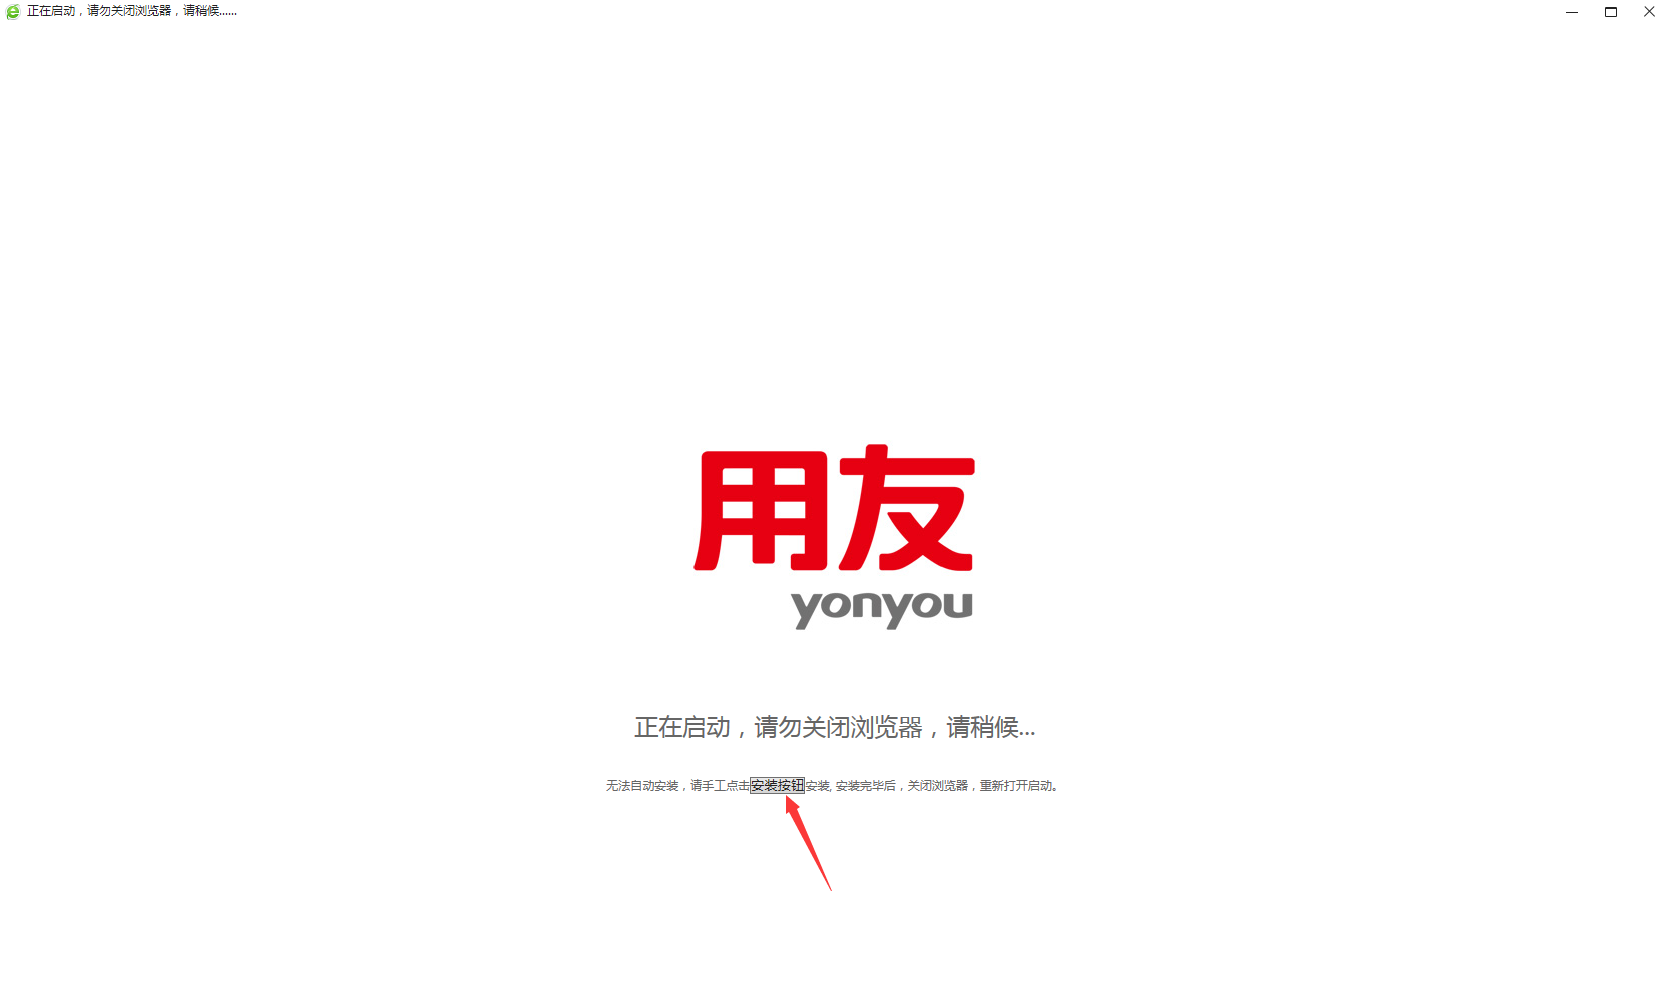 正在启动，请勿关闭浏览器，请稍候......
用友
yonyou
正在启动，请勿关闭浏览器，请稍候...
无法自动安装，请手工点击安装按钮安装, 安装完毕后，关闭浏览器，重新打开启动。